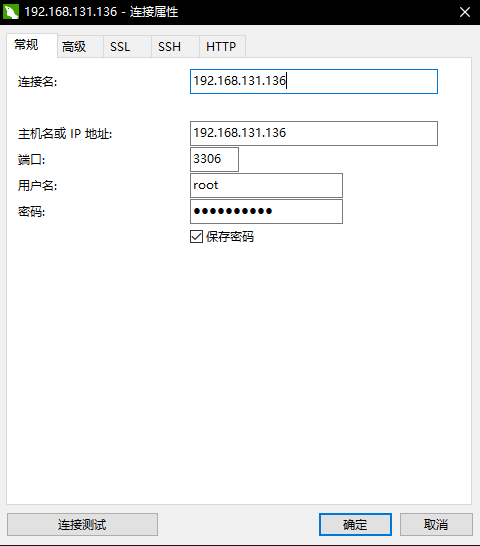 192.168.131.136 - 连接属性
常规 高级 SSL SSH HTTP
连接名: 192.168.131.136
主机名或 IP 地址: 192.168.131.136
端口: 3306
用户名: root
密码: ●●●●●●●●●●
保存密码
连接测试 确定 取消